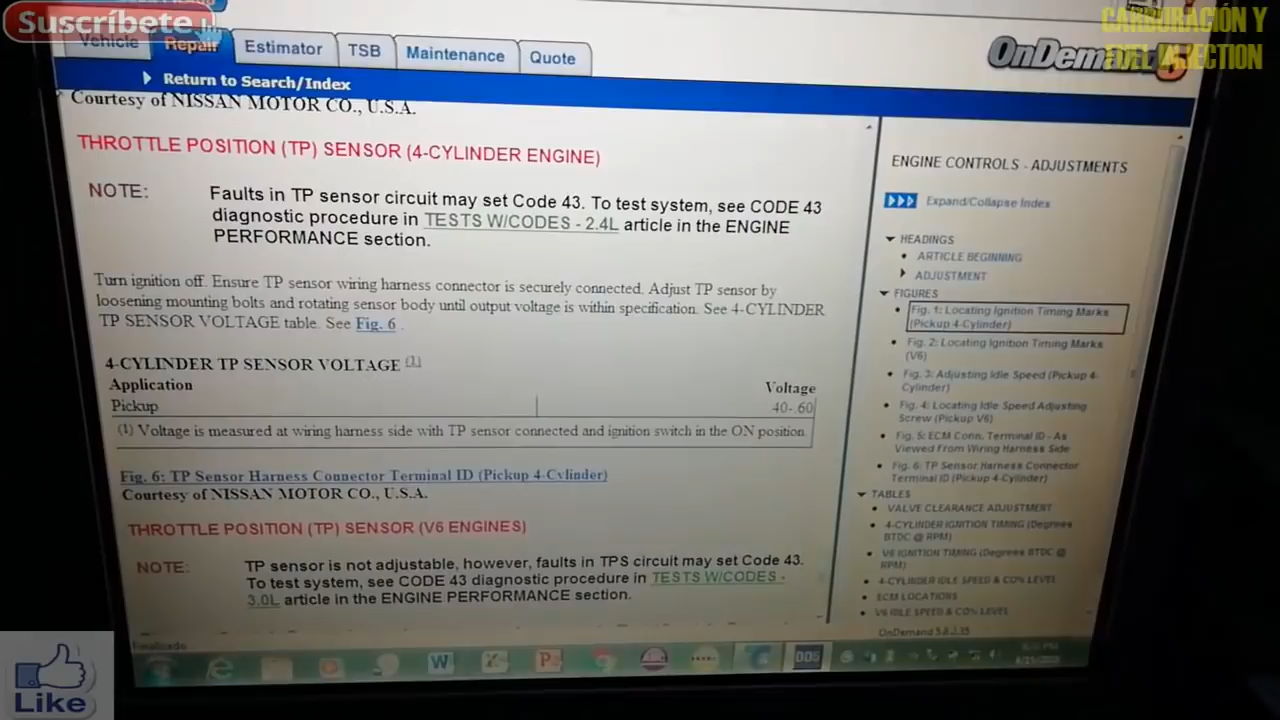 Suscríbete
CARBURACIÓN Y
FUEL INJECTION
Vehicle
Repair
Estimator
TSB
Maintenance
Quote
OnDemand5
Return to Search/Index
Courtesy of NISSAN MOTOR CO., U.S.A.
THROTTLE POSITION (TP) SENSOR (4-CYLINDER ENGINE)
NOTE: Faults in TP sensor circuit may set Code 43. To test system, see CODE 43
diagnostic procedure in TESTS W/CODES - 2.4L article in the ENGINE
PERFORMANCE section.
Turn ignition off. Ensure TP sensor wiring harness connector is securely connected. Adjust TP sensor by
loosening mounting bolts and rotating sensor body until output voltage is within specification. See 4-CYLINDER
TP SENSOR VOLTAGE table. See Fig. 6 .
4-CYLINDER TP SENSOR VOLTAGE (1)
Application Voltage
Pickup .40-.60
(1) Voltage is measured at wiring harness side with TP sensor connected and ignition switch in the ON position.
Fig. 6: TP Sensor Harness Connector Terminal ID (Pickup 4-Cylinder)
Courtesy of NISSAN MOTOR CO., U.S.A.
THROTTLE POSITION (TP) SENSOR (V6 ENGINES)
NOTE: TP sensor is not adjustable, however, faults in TPS circuit may set Code 43.
To test system, see CODE 43 diagnostic procedure in TESTS W/CODES -
3.0L article in the ENGINE PERFORMANCE section.
ENGINE CONTROLS - ADJUSTMENTS
Expand/Collapse Index
HEADINGS
ARTICLE BEGINNING
ADJUSTMENT
FIGURES
Fig. 1: Locating Ignition Timing Marks
(Pickup 4-Cylinder)
Fig. 2: Locating Ignition Timing Marks
(V6)
Fig. 3: Adjusting Idle Speed (Pickup 4-
Cylinder)
Fig. 4: Locating Idle Speed Adjusting
Screw (Pickup V6)
Fig. 5: ECM Conn. Terminal ID - As
Viewed From Wiring Harness Side
Fig. 6: TP Sensor Harness Connector
Terminal ID (Pickup 4-Cylinder)
TABLES
VALVE CLEARANCE ADJUSTMENT
4-CYLINDER IGNITION TIMING (Degrees
BTDC @ RPM)
V6 IGNITION TIMING (Degrees BTDC @
RPM)
4-CYLINDER IDLE SPEED & CO% LEVEL
ECM LOCATIONS
V6 IDLE SPEED & CO% LEVEL
Finalizado
Like